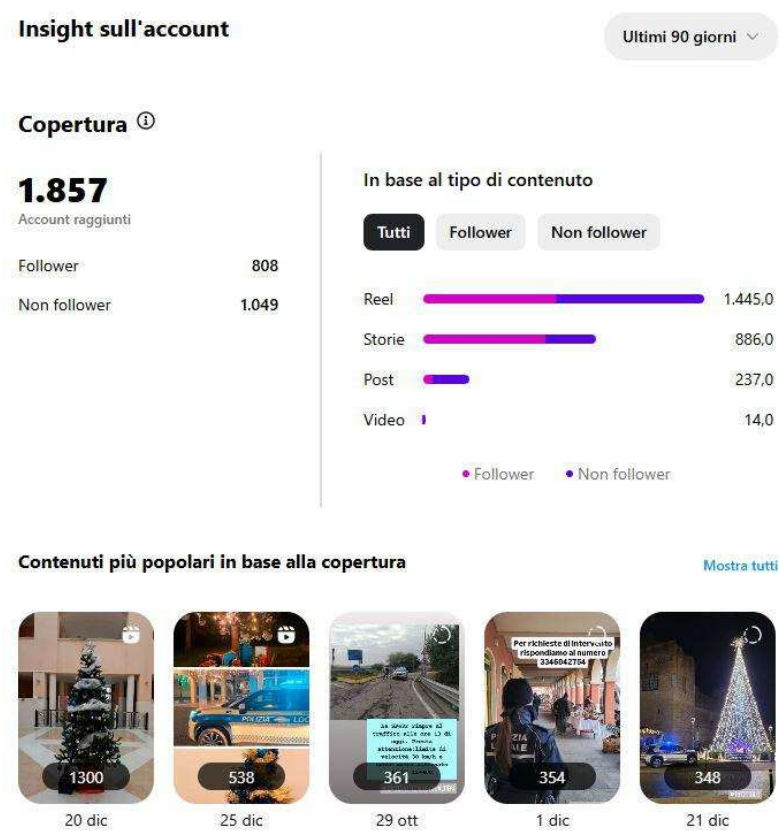 Insight sull'account
Ultimi 90 giorni
Copertura
1.857
Account raggiunti
Follower 808
Non follower 1.049
In base al tipo di contenuto
Tutti Follower Non follower
Reel 1.445,0
Storie 886,0
Post 237,0
Video 14,0
Follower Non follower
Contenuti più popolari in base alla copertura
Mostra tutti
POLIZIA LOC
Per richieste di intervento
rispondiamo al numero
3346042764
1300
538
361
354
348
20 dic
25 dic
29 ott
1 dic
21 dic